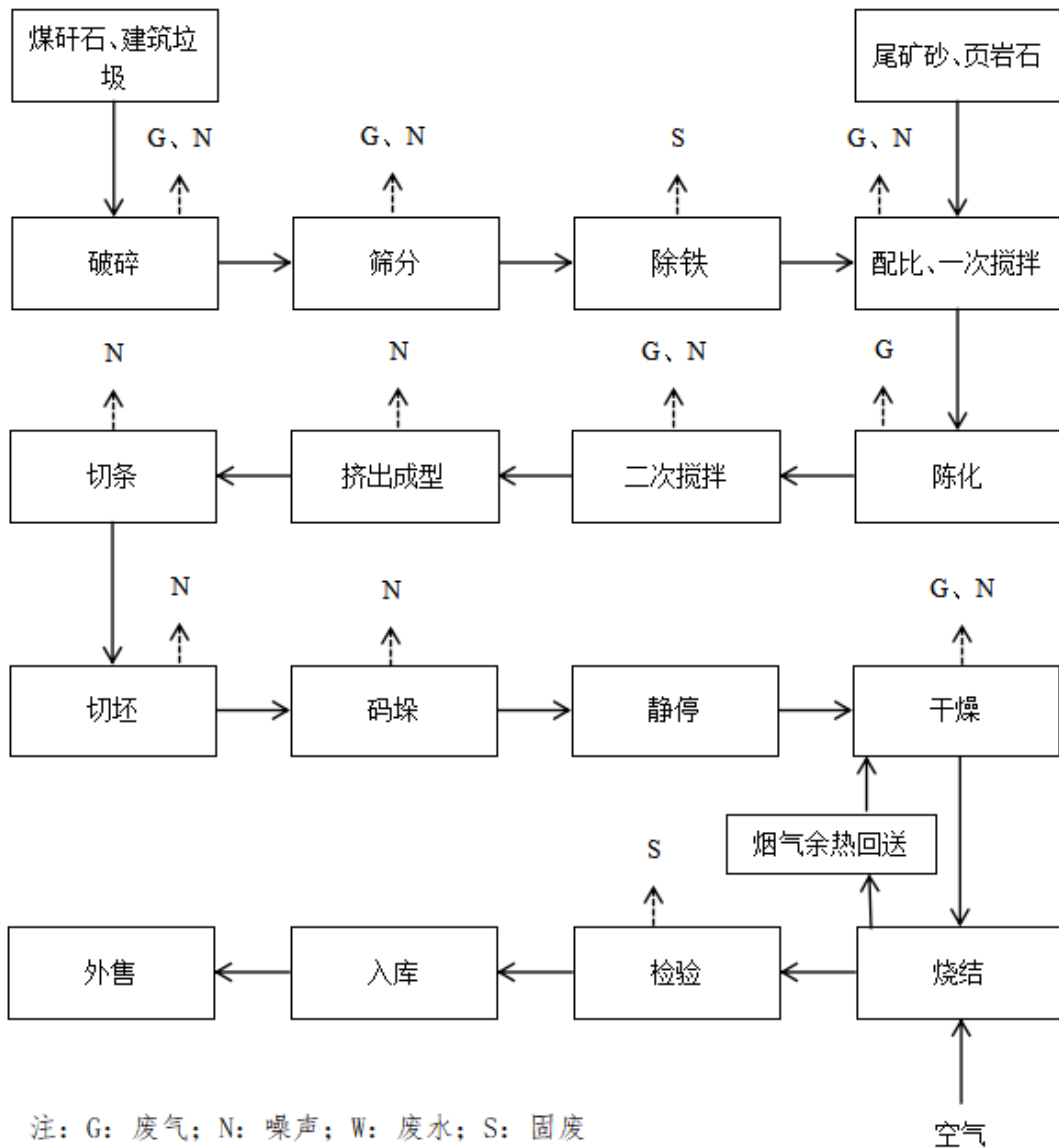 煤矸石、建筑垃
圾
尾矿砂、页岩石
G、N
G、N
S
G、N
破碎
筛分
除铁
配比、一次搅拌
N
N
G、N
G
切条
挤出成型
二次搅拌
陈化
N
N
G、N
切坯
码垛
静停
干燥
烟气余热回送
S
外售
入库
检验
烧结
注：G：废气；N：噪声；W：废水；S：固废
空气